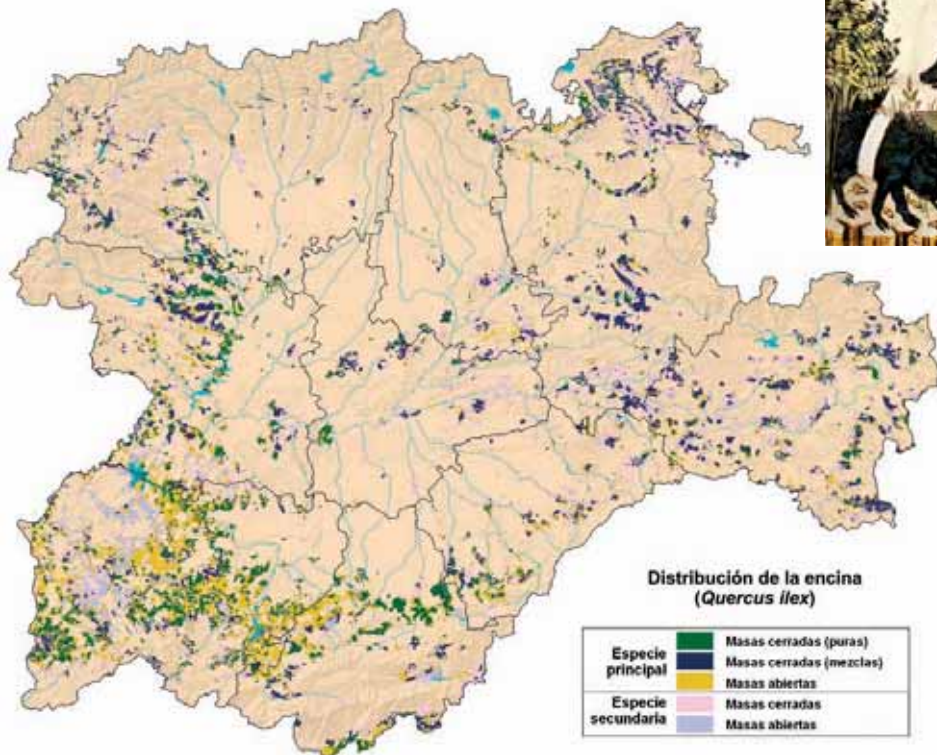 Distribución de la encina
(Quercus ilex)
Especie principal
Masas cerradas (puras)
Masas cerradas (mezclas)
Masas abiertas
Especie secundaria
Masas cerradas
Masas abiertas